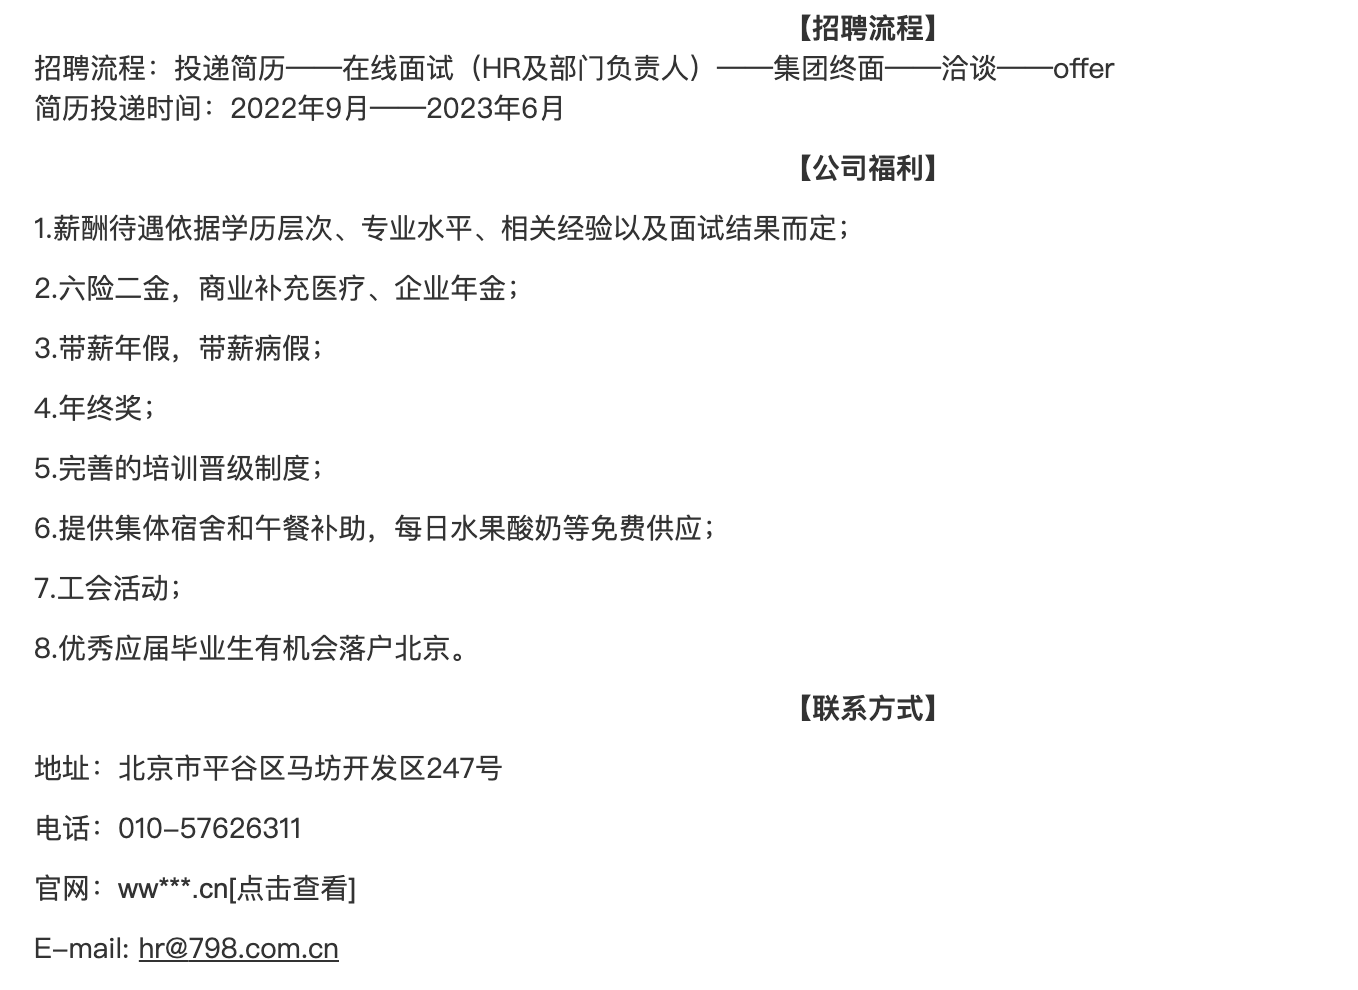 【招聘流程】
招聘流程：投递简历——在线面试（HR及部门负责人）——集团终面——洽谈——offer
简历投递时间：2022年9月——2023年6月
【公司福利】
1.薪酬待遇依据学历层次、专业水平、相关经验以及面试结果而定；
2.六险二金，商业补充医疗、企业年金；
3.带薪年假，带薪病假；
4.年终奖；
5.完善的培训晋级制度；
6.提供集体宿舍和午餐补助，每日水果酸奶等免费供应；
7.工会活动；
8.优秀应届毕业生有机会落户北京。
【联系方式】
地址：北京市平谷区马坊开发区247号
电话：010-57626311
官网：ww***.cn[点击查看]
E-mail: hr@798.com.cn